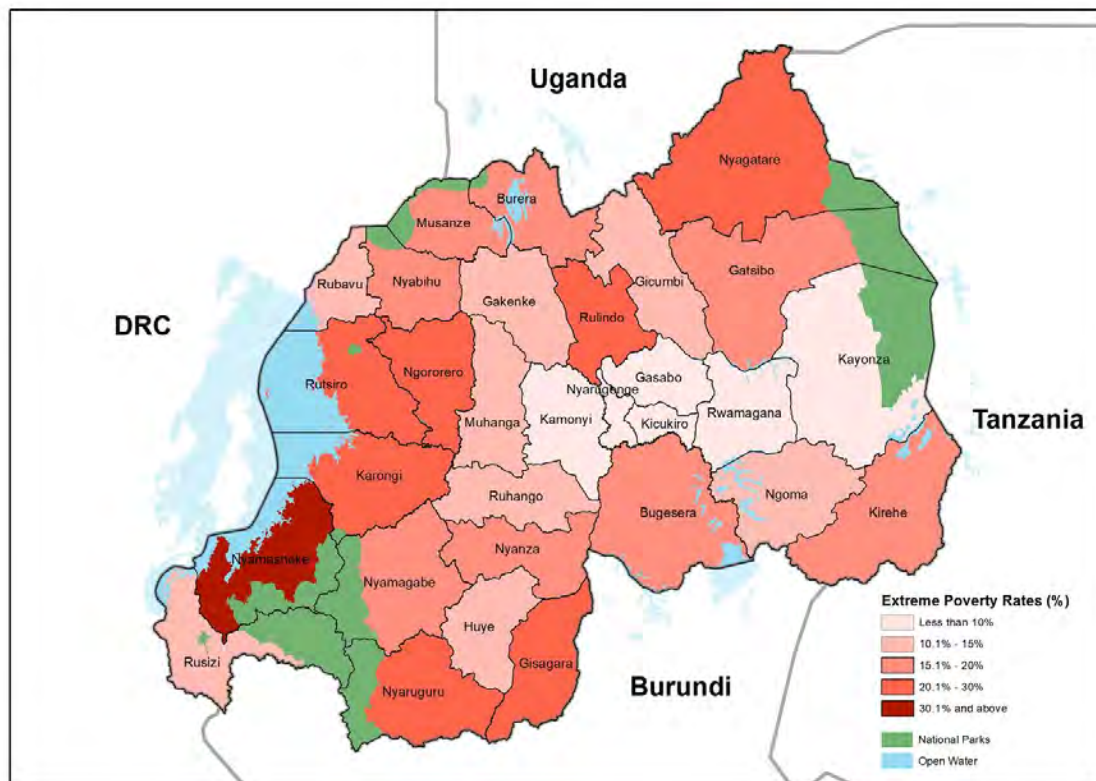 Uganda
Nyagatare
Burera
Musanze
Rubavu
Nyabihu
Gakenke
Gicumbi
Gatsibo
DRC
Rulindo
Kayonza
Rutsiro
Ngororero
Gasabo
Nyarugenge
Rwamagana
Muhanga
Kamonyi
Kicukiro
Tanzania
Karongi
Ruhango
Bugesera
Ngoma
Kirehe
Nyamasheke
Nyanza
Nyamagabe
Huye
Rusizi
Gisagara
Nyaruguru
Burundi
Extreme Poverty Rates (%)
Less than 10%
10.1% - 15%
15.1% - 20%
20.1% - 30%
30.1% and above
National Parks
Open Water